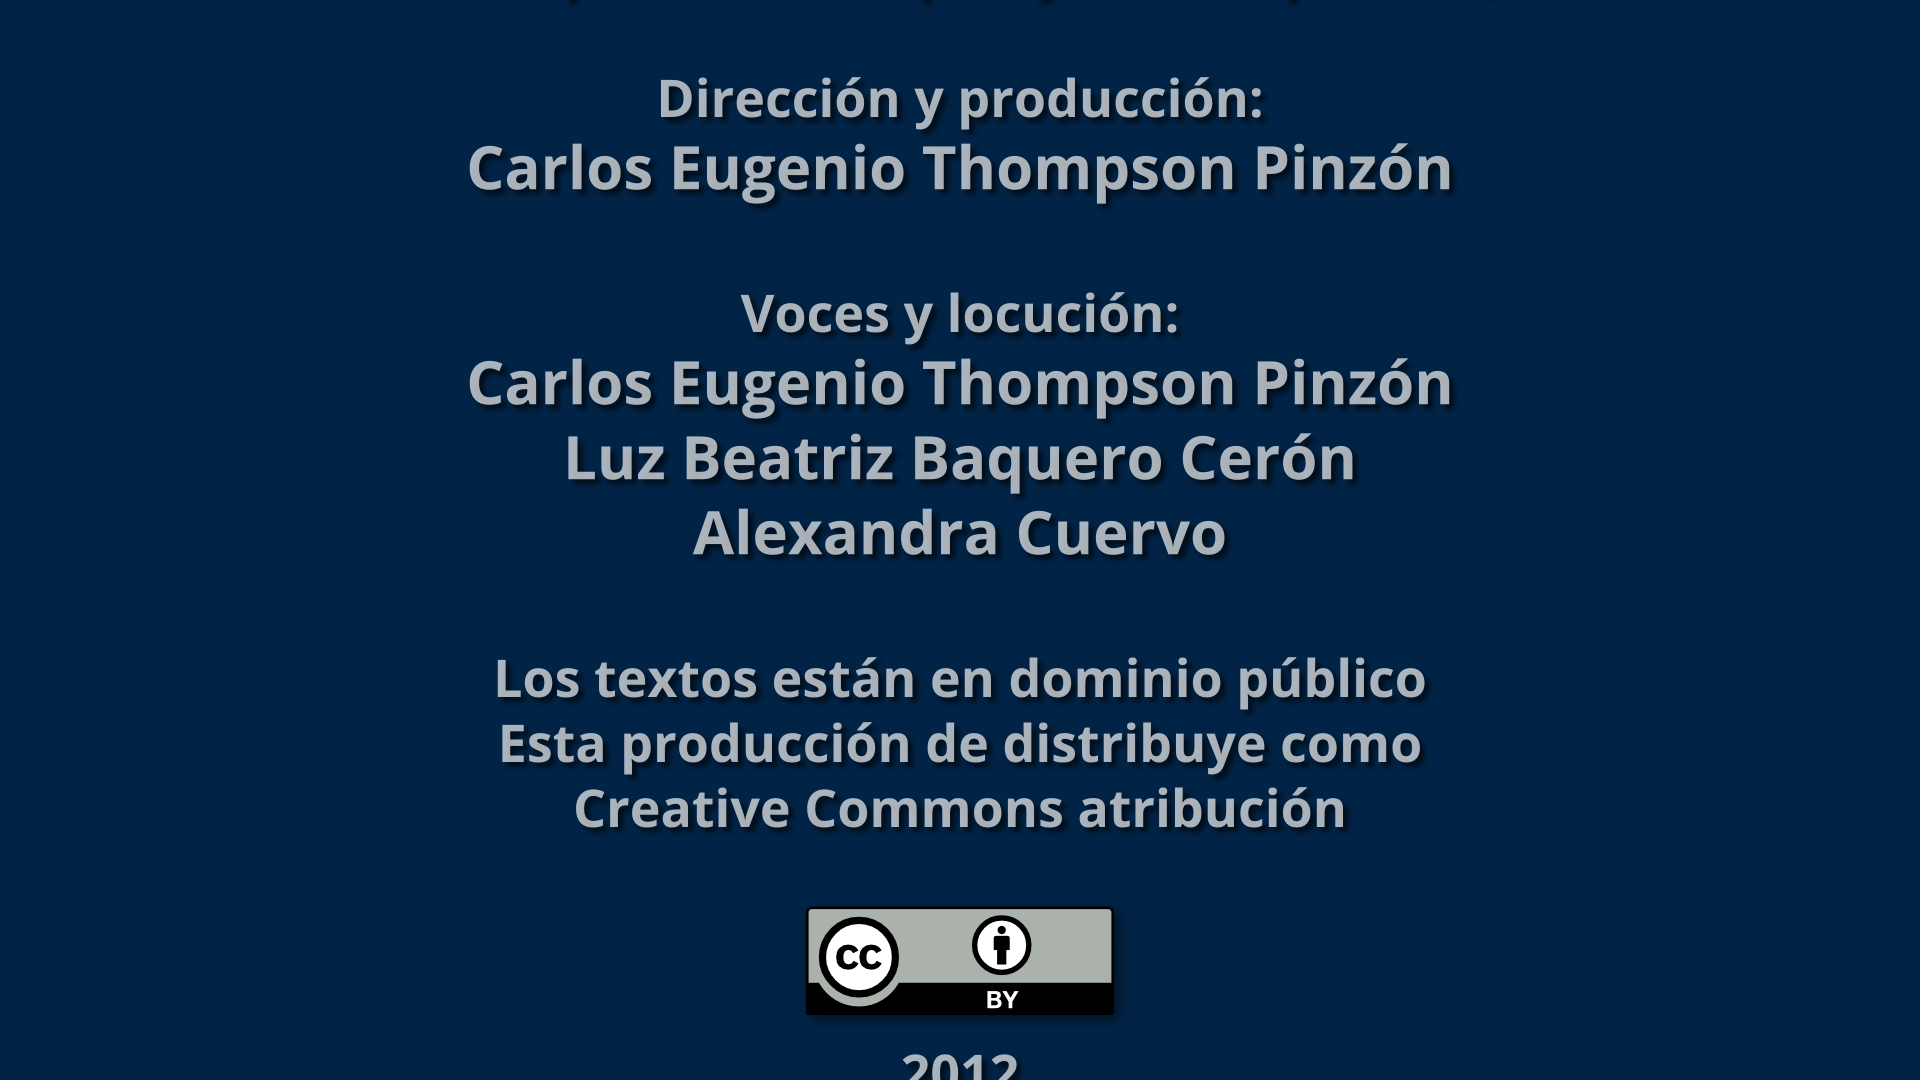 Dirección y producción:
Carlos Eugenio Thompson Pinzón
Voces y locución:
Carlos Eugenio Thompson Pinzón
Luz Beatriz Baquero Cerón
Alexandra Cuervo
Los textos están en dominio público
Esta producción de distribuye como
Creative Commons atribución
CC
BY
2012